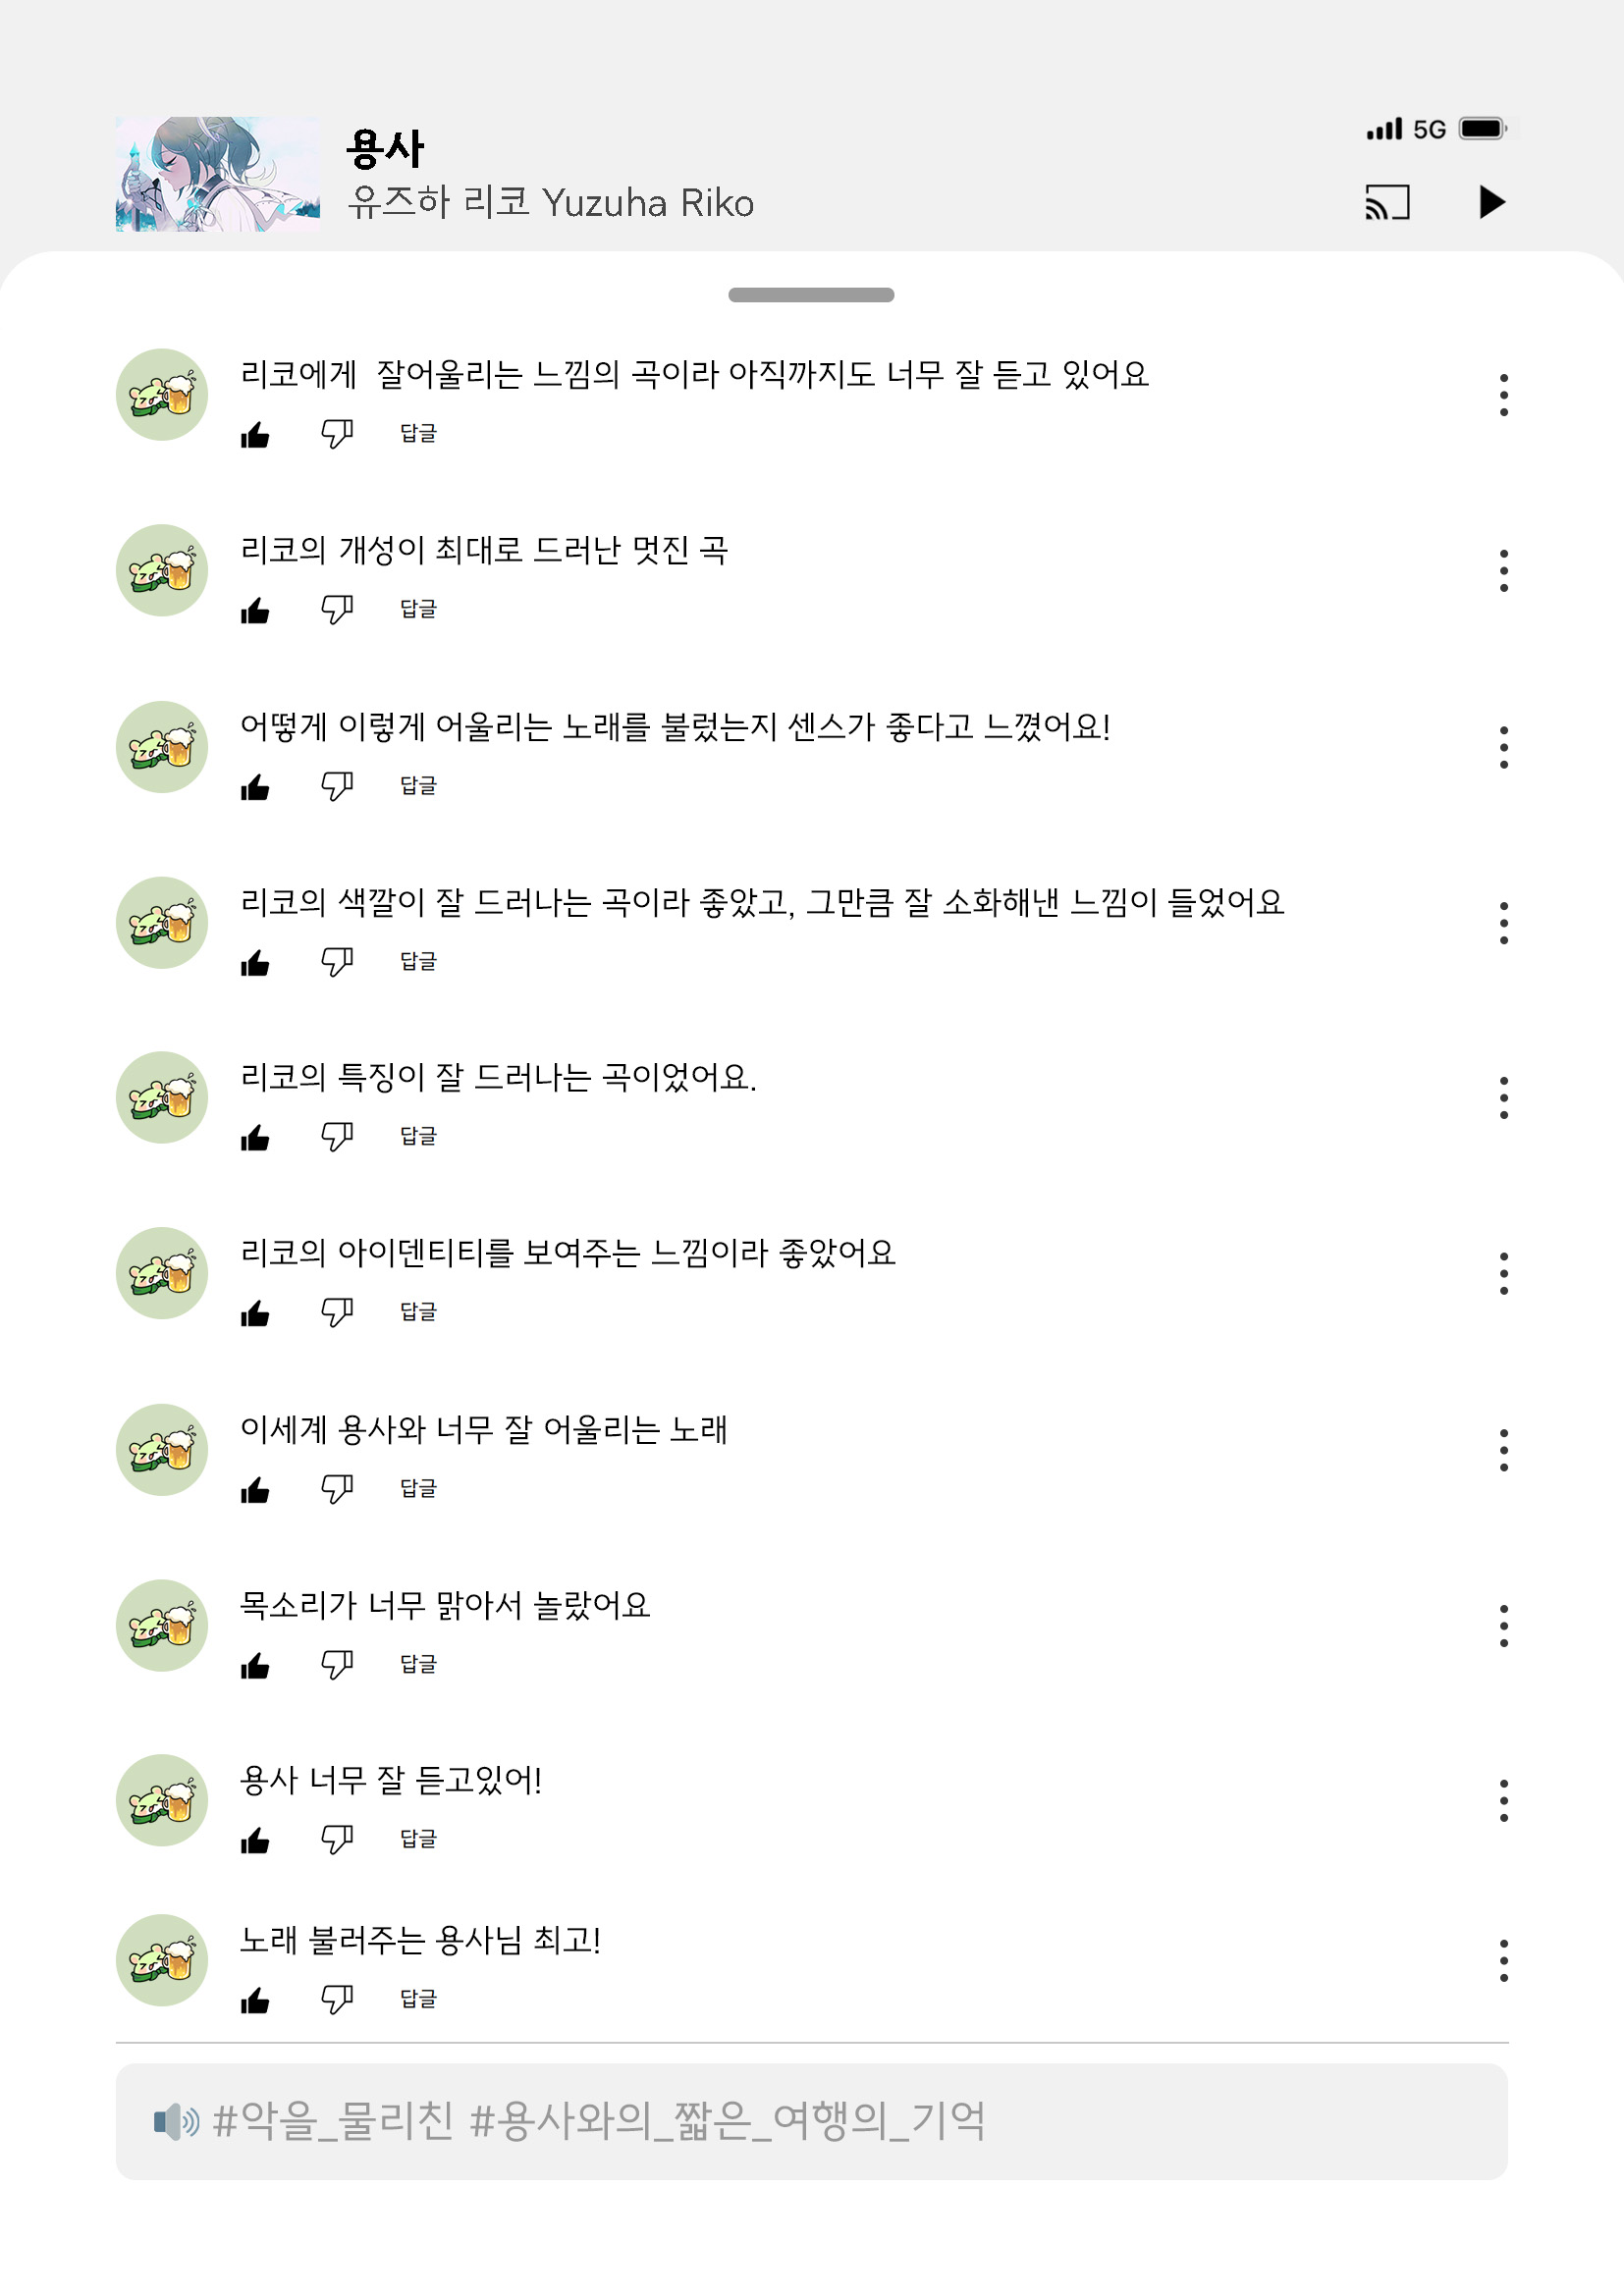 용사
5G
유즈하 리코 Yuzuha Riko
리코에게 잘어울리는 느낌의 곡이라 아직까지도 너무 잘 듣고 있어요
답글
리코의 개성이 최대로 드러난 멋진 곡
답글
어떻게 이렇게 어울리는 노래를 불렀는지 센스가 좋다고 느꼈어요!
답글
리코의 색깔이 잘 드러나는 곡이라 좋았고, 그만큼 잘 소화해낸 느낌이 들었어요
답글
리코의 특징이 잘 드러나는 곡이었어요.
답글
리코의 아이덴티티를 보여주는 느낌이라 좋았어요
답글
이세계 용사와 너무 잘 어울리는 노래
답글
목소리가 너무 맑아서 놀랐어요
답글
용사 너무 잘 듣고있어!
답글
노래 불러주는 용사님 최고!
답글
#악을_물리친 #용사와의_짧은_여행의_기억